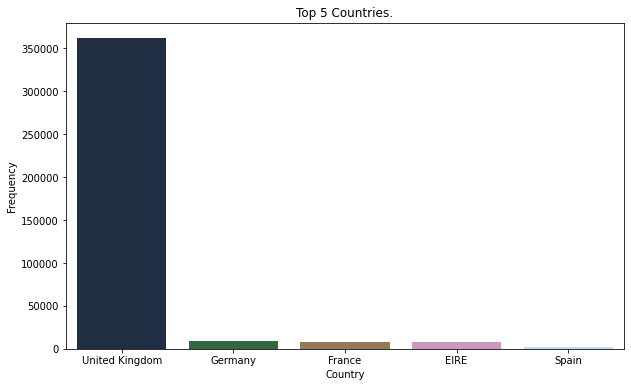 Top 5 Countries.
350000
300000
250000
200000
150000
100000
50000
0
Frequency
United Kingdom Germany France EIRE Spain
Country